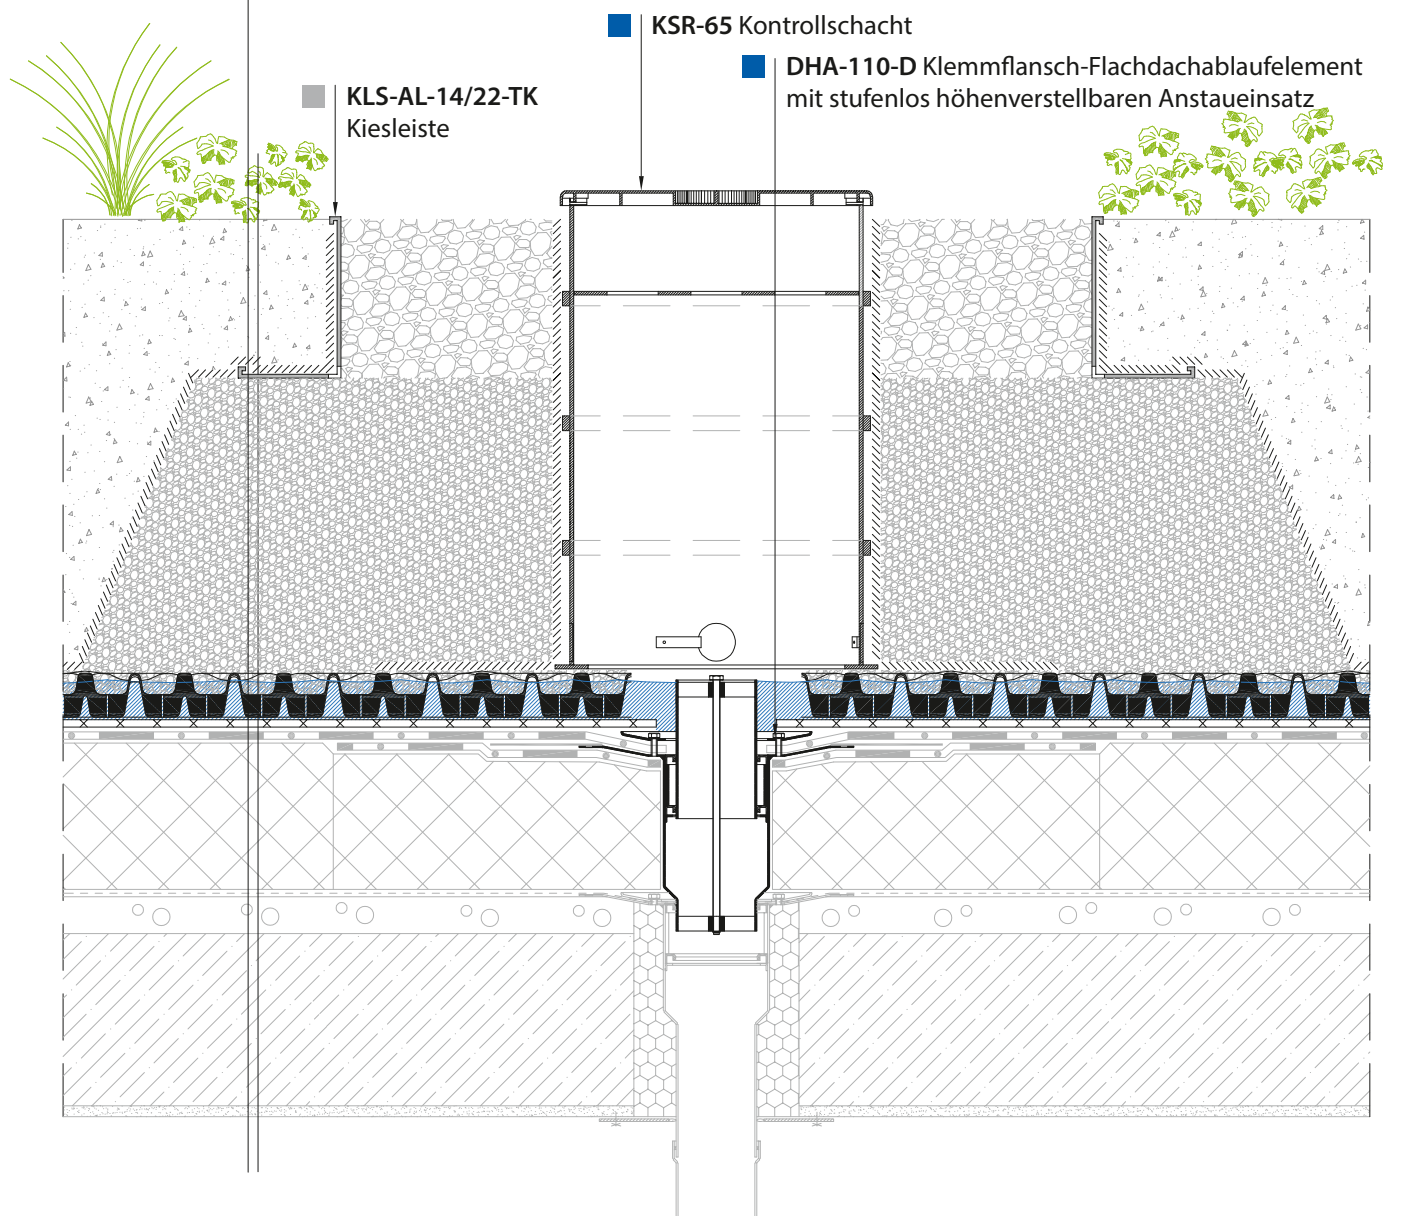 KSR-65 Kontrollschacht
DHA-110-D Klemmflansch-Flachdachablaufelement
mit stufenlos höhenverstellbaren Anstaueinsatz
KLS-AL-14/22-TK
Kiesleiste